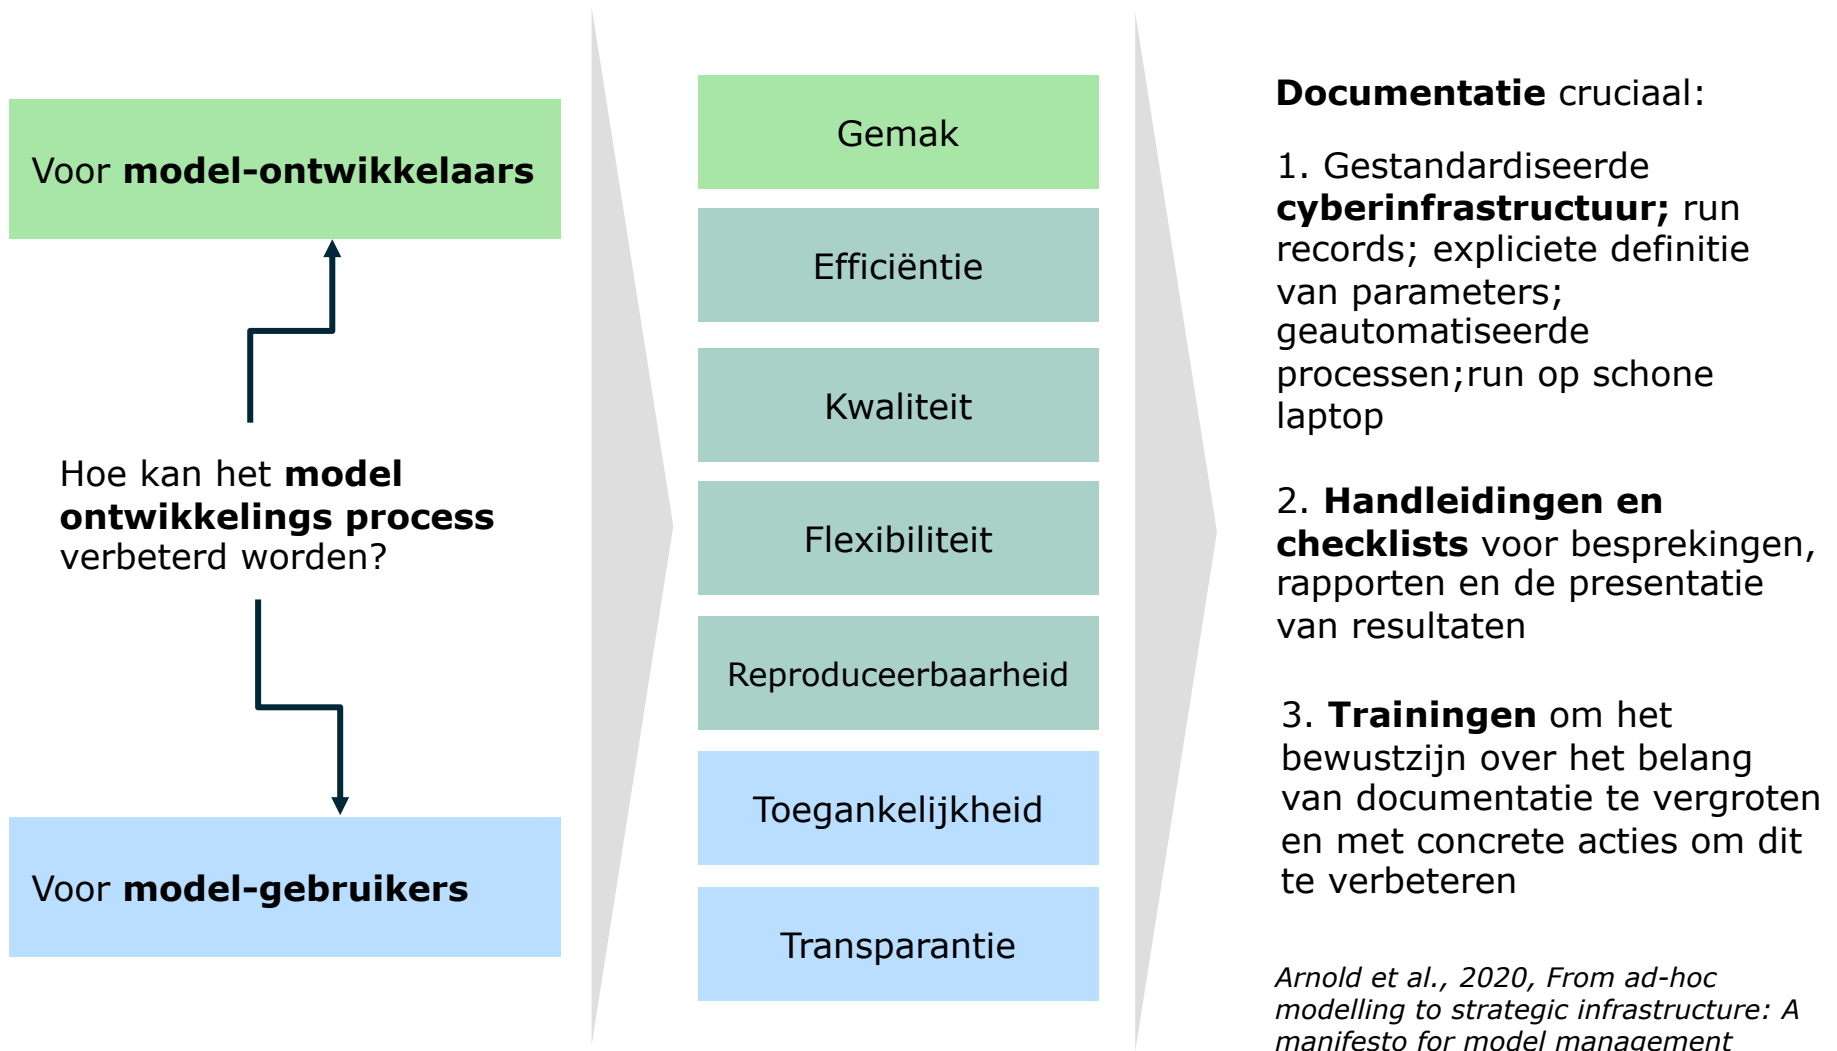 Voor model-ontwikkelaars
Hoe kan het model
ontwikkelings process
verbeterd worden?
Voor model-gebruikers
Gemak
Efficiëntie
Kwaliteit
Flexibiliteit
Reproduceerbaarheid
Toegankelijkheid
Transparantie
Documentatie cruciaal:
1. Gestandardiseerde
cyberinfrastructuur; run
records; expliciete definitie
van parameters;
geautomatiseerde
processen;run op schone
laptop
2. Handleidingen en
checklists voor besprekingen,
rapporten en de presentatie
van resultaten
3. Trainingen om het
bewustzijn over het belang
van documentatie te vergroten
en met concrete acties om dit
te verbeteren
Arnold et al., 2020, From ad-hoc
modelling to strategic infrastructure: A
manifesto for model management